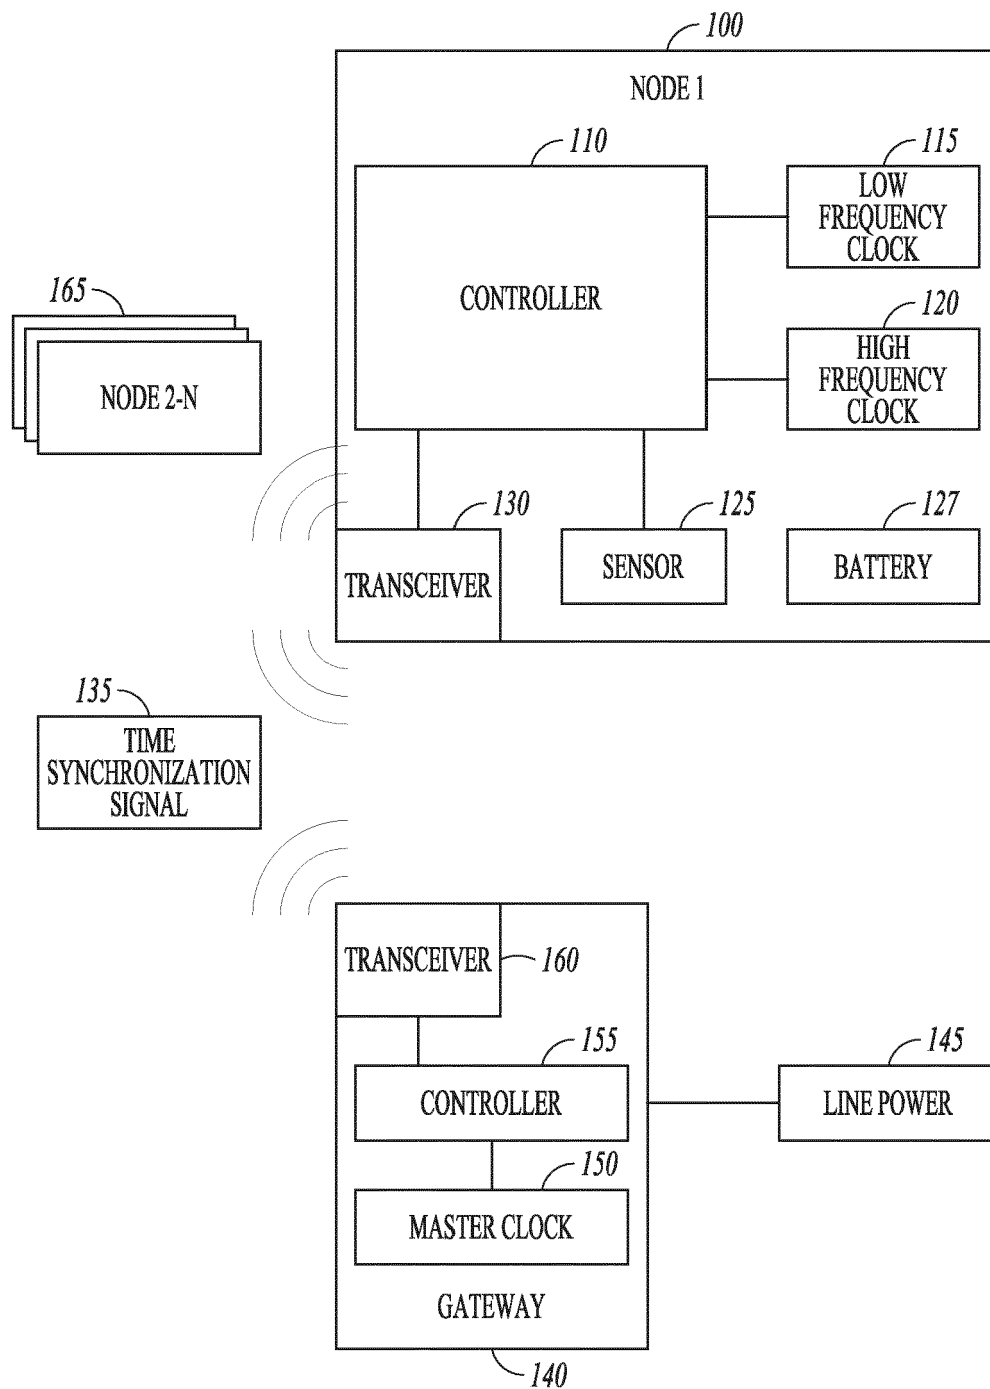 100
NODE 1
110
115
CONTROLLER
LOW
FREQUENCY
CLOCK
165
NODE 2-N
120
HIGH
FREQUENCY
CLOCK
130
TRANSCEIVER
125
SENSOR
127
BATTERY
135
TIME
SYNCHRONIZATION
SIGNAL
TRANSCEIVER
160
155
CONTROLLER
145
LINE POWER
150
MASTER CLOCK
GATEWAY
140